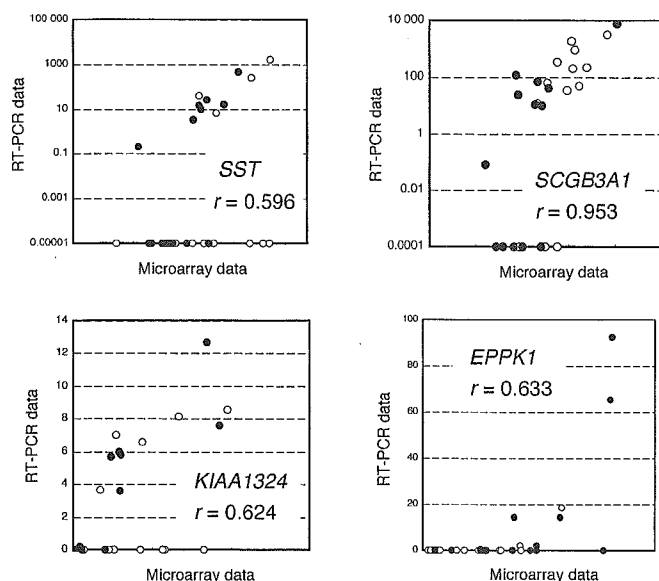 100 000
1000
10
0.1
0.001
0.00001
RT-PCR data
SST
r = 0.596
Microarray data
10 000
100
1
0.01
0.0001
RT-PCR data
SCGB3A1
r = 0.953
Microarray data
14
12
10
8
6
4
2
0
RT-PCR data
KIAA1324
r = 0.624
Microarray data
100
80
60
40
20
0
RT-PCR data
EPPK1
r = 0.633
Microarray data